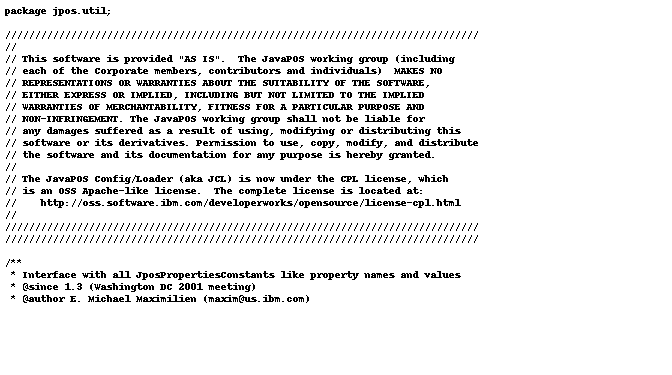 package jpos.util;

///////////////////////////////////////////////////////////////////////////////
//
// This software is provided "AS IS".  The JavaPOS working group (including
// each of the Corporate members, contributors and individuals)  MAKES NO
// REPRESENTATIONS OR WARRANTIES ABOUT THE SUITABILITY OF THE SOFTWARE,
// EITHER EXPRESS OR IMPLIED, INCLUDING BUT NOT LIMITED TO THE IMPLIED
// WARRANTIES OF MERCHANTABILITY, FITNESS FOR A PARTICULAR PURPOSE AND
// NON-INFRINGEMENT. The JavaPOS working group shall not be liable for
// any damages suffered as a result of using, modifying or distributing this
// software or its derivatives. Permission to use, copy, modify, and distribute
// the software and its documentation for any purpose is hereby granted.
//
// The JavaPOS Config/Loader (aka JCL) is now under the CPL license, which
// is an OSS Apache-like license.  The complete license is located at:
//    http://oss.software.ibm.com/developerworks/opensource/license-cpl.html
//
///////////////////////////////////////////////////////////////////////////////
///////////////////////////////////////////////////////////////////////////////

/**
 * Interface with all JposPropertiesConstants like property names and values
 * @since 1.3 (Washington DC 2001 meeting)
 * @author E. Michael Maximilien (maxim@us.ibm.com)